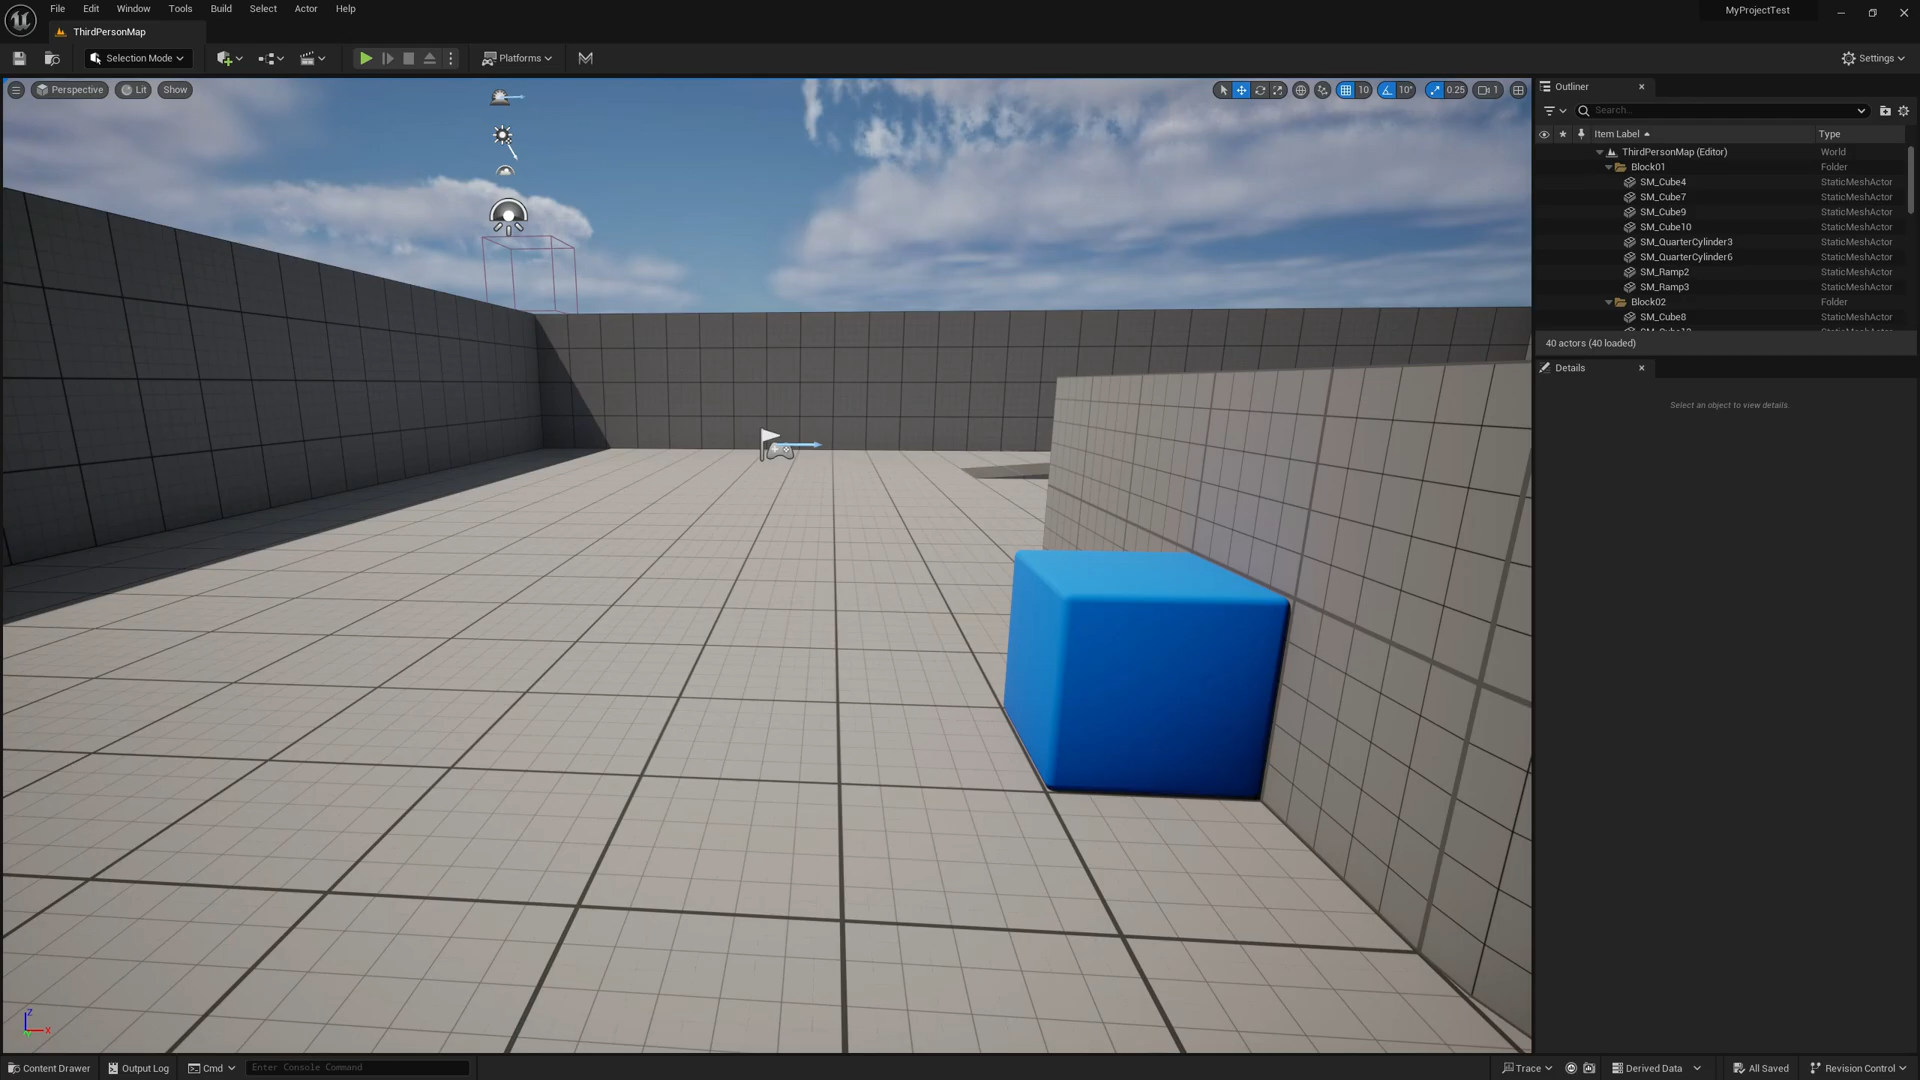 File Edit Window Tools Build Select Actor Help
MyProjectTest
ThirdPersonMap
Selection Mode
Platforms
Settings
Perspective Lit Show
10 10° 0.25 1
Outliner
Search...
Item Label Type
ThirdPersonMap (Editor) World
Block01 Folder
SM_Cube4 StaticMeshActor
SM_Cube7 StaticMeshActor
SM_Cube9 StaticMeshActor
SM_Cube10 StaticMeshActor
SM_QuarterCylinder3 StaticMeshActor
SM_QuarterCylinder6 StaticMeshActor
SM_Ramp2 StaticMeshActor
SM_Ramp3 StaticMeshActor
Block02 Folder
SM_Cube8 StaticMeshActor
40 actors (40 loaded)
Details
Select an object to view details.
Z
X
Content Drawer Output Log Cmd Enter Console Command Trace Derived Data All Saved Revision Control